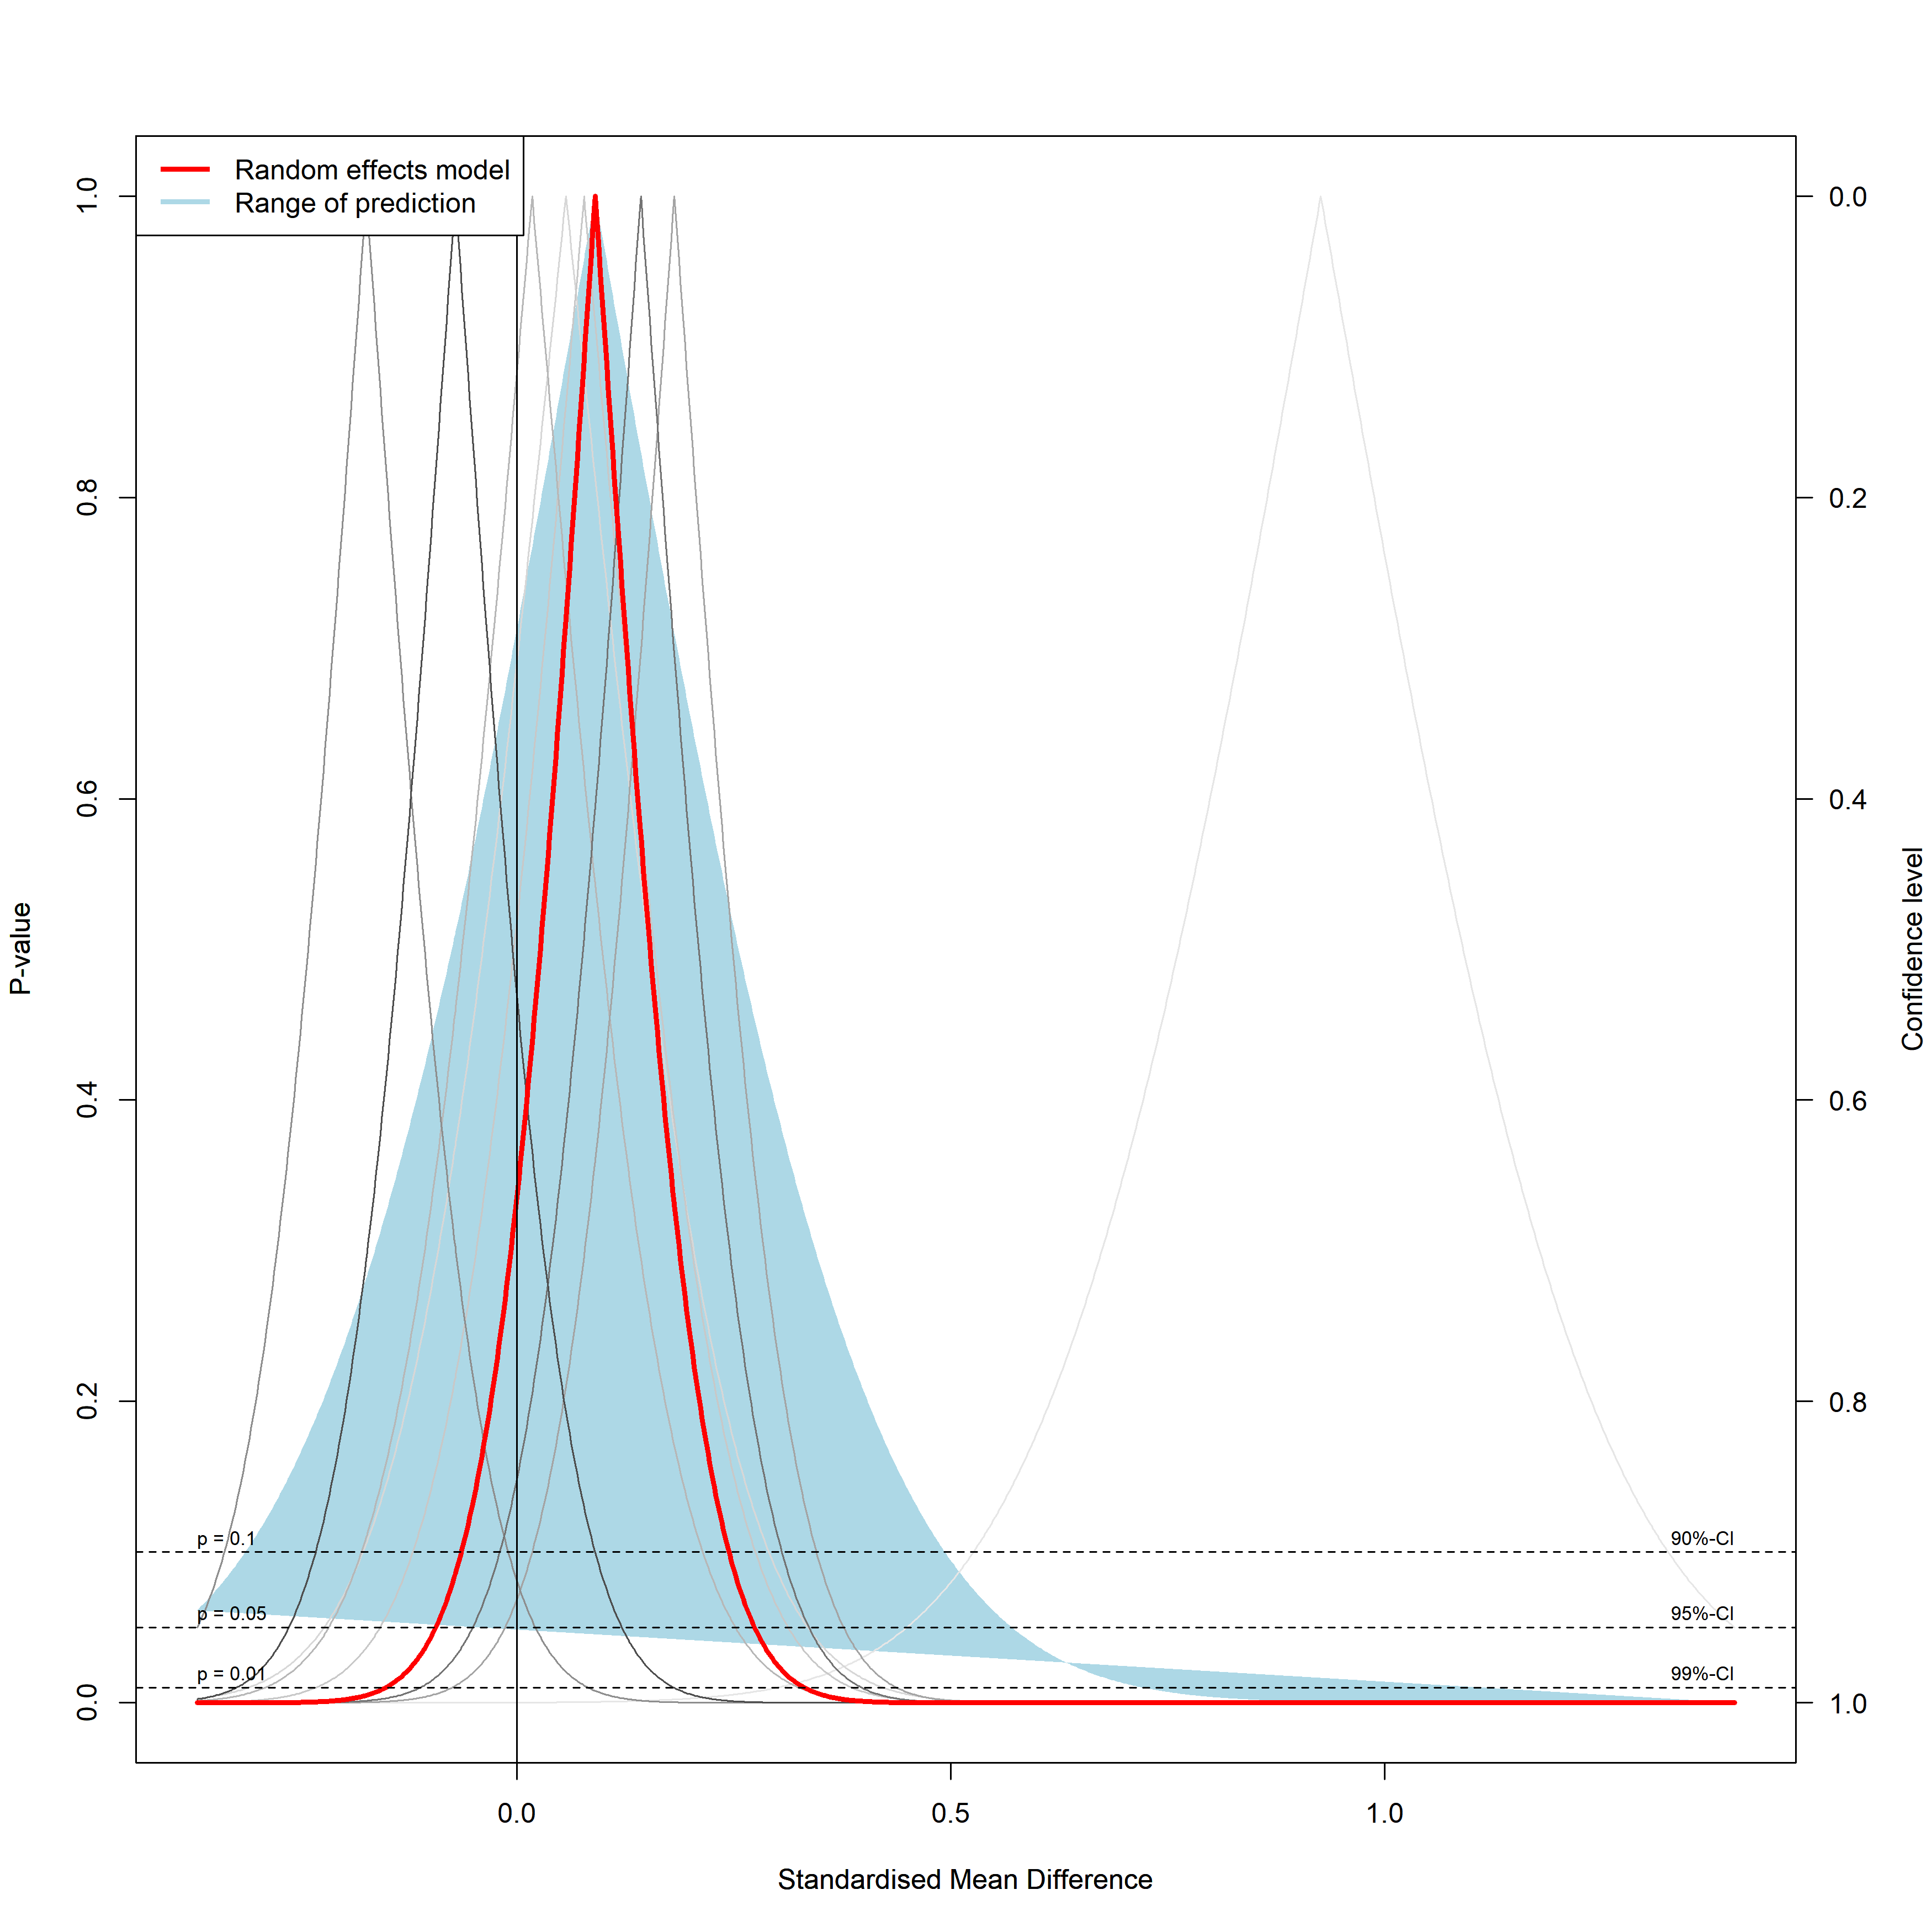 Random effects model
Range of prediction
1.0
0.8
0.6
0.4
0.2
0.0
P-value
0.0
0.2
0.4
0.6
0.8
1.0
Confidence level
p = 0.1
90%-CI
p = 0.05
95%-CI
p = 0.01
99%-CI
0.0
0.5
1.0
Standardised Mean Difference